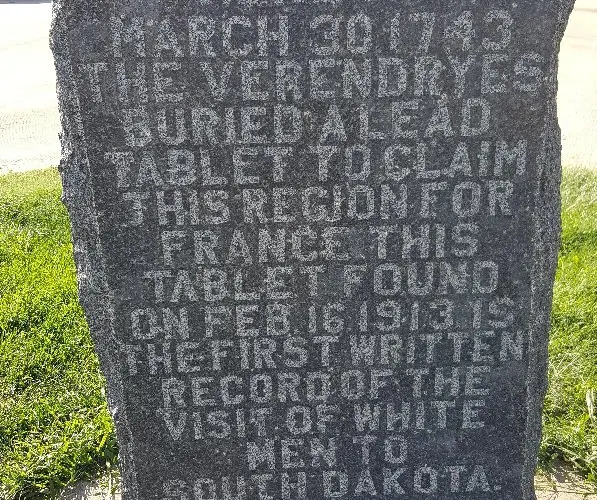 MARCH 30 1743
THE VERENDRYES
BURIED A LEAD
TABLET TO CLAIM
THIS REGION FOR
FRANCE THIS
TABLET FOUND
ON FEB. 16 1913 IS
THE FIRST WRITTEN
RECORD OF THE
VISIT OF WHITE
MEN TO
SOUTH DAKOTA.